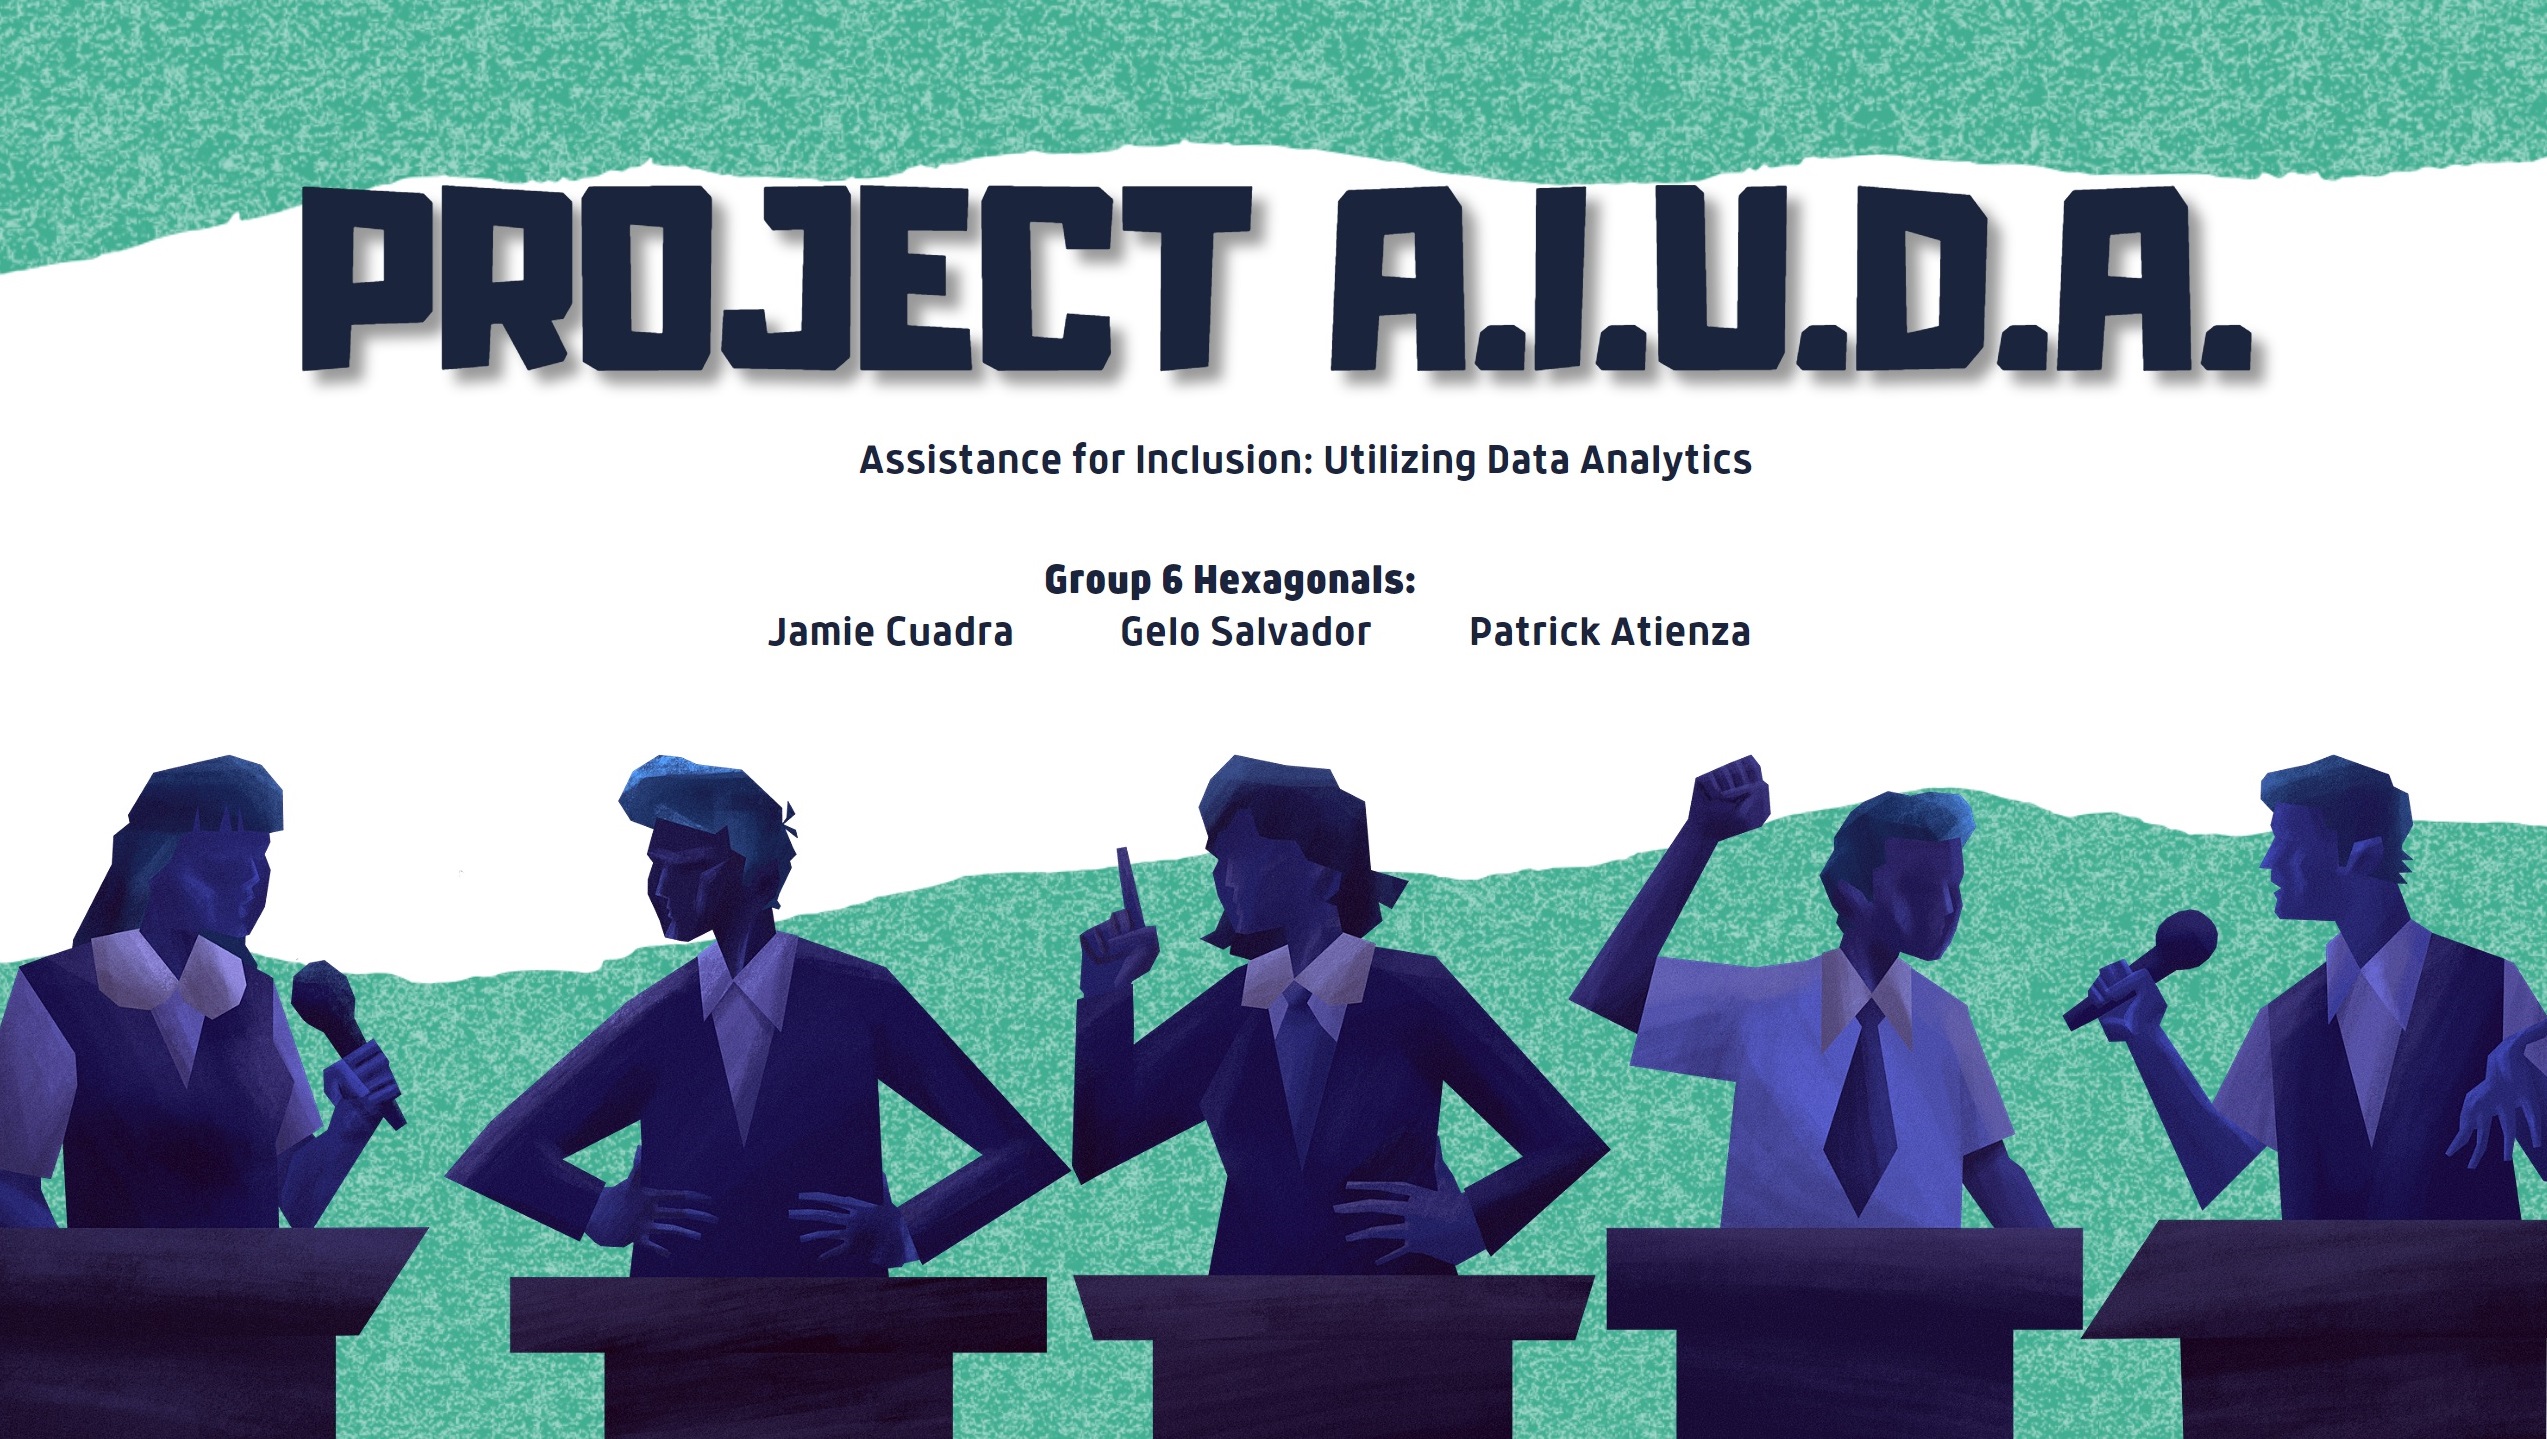 PROJECT A.I.U.D.A.
Assistance for Inclusion: Utilizing Data Analytics
Group 6 Hexagonals:
Jamie Cuadra Gelo Salvador Patrick Atienza